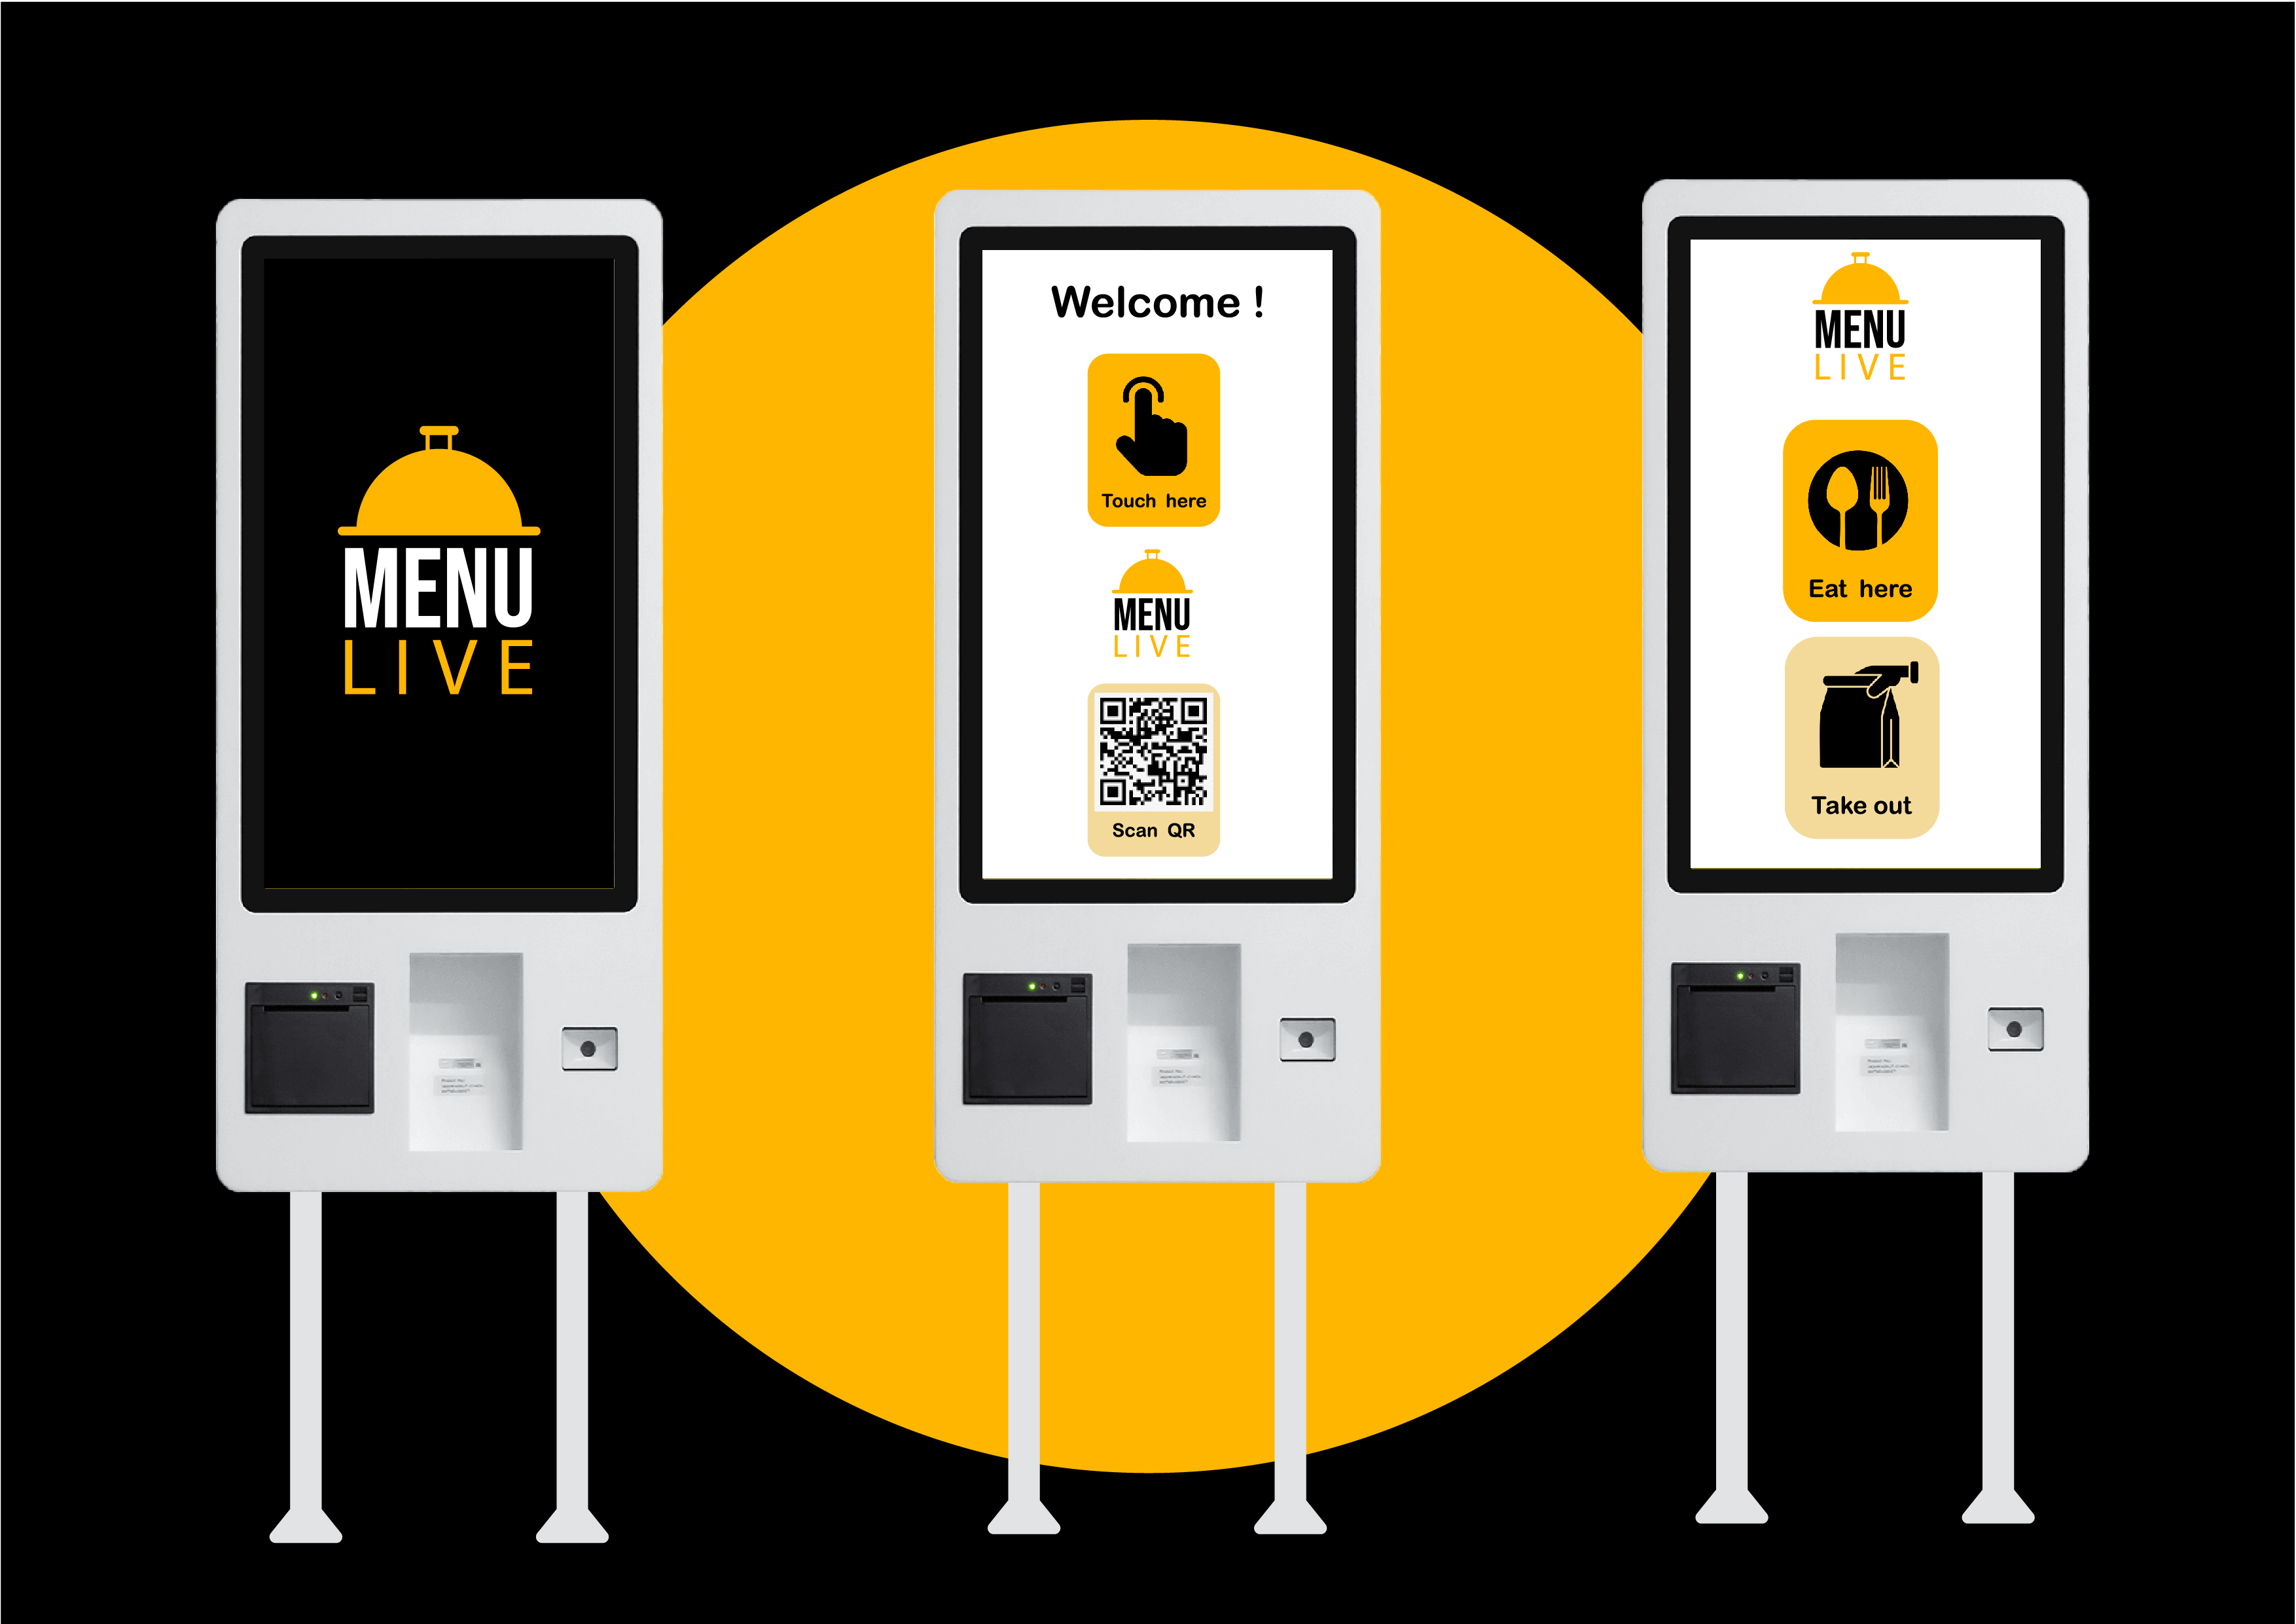 MENU
LIVE
Welcome !
Touch here
MENU
LIVE
Scan QR
MENU
LIVE
Eat here
Take out